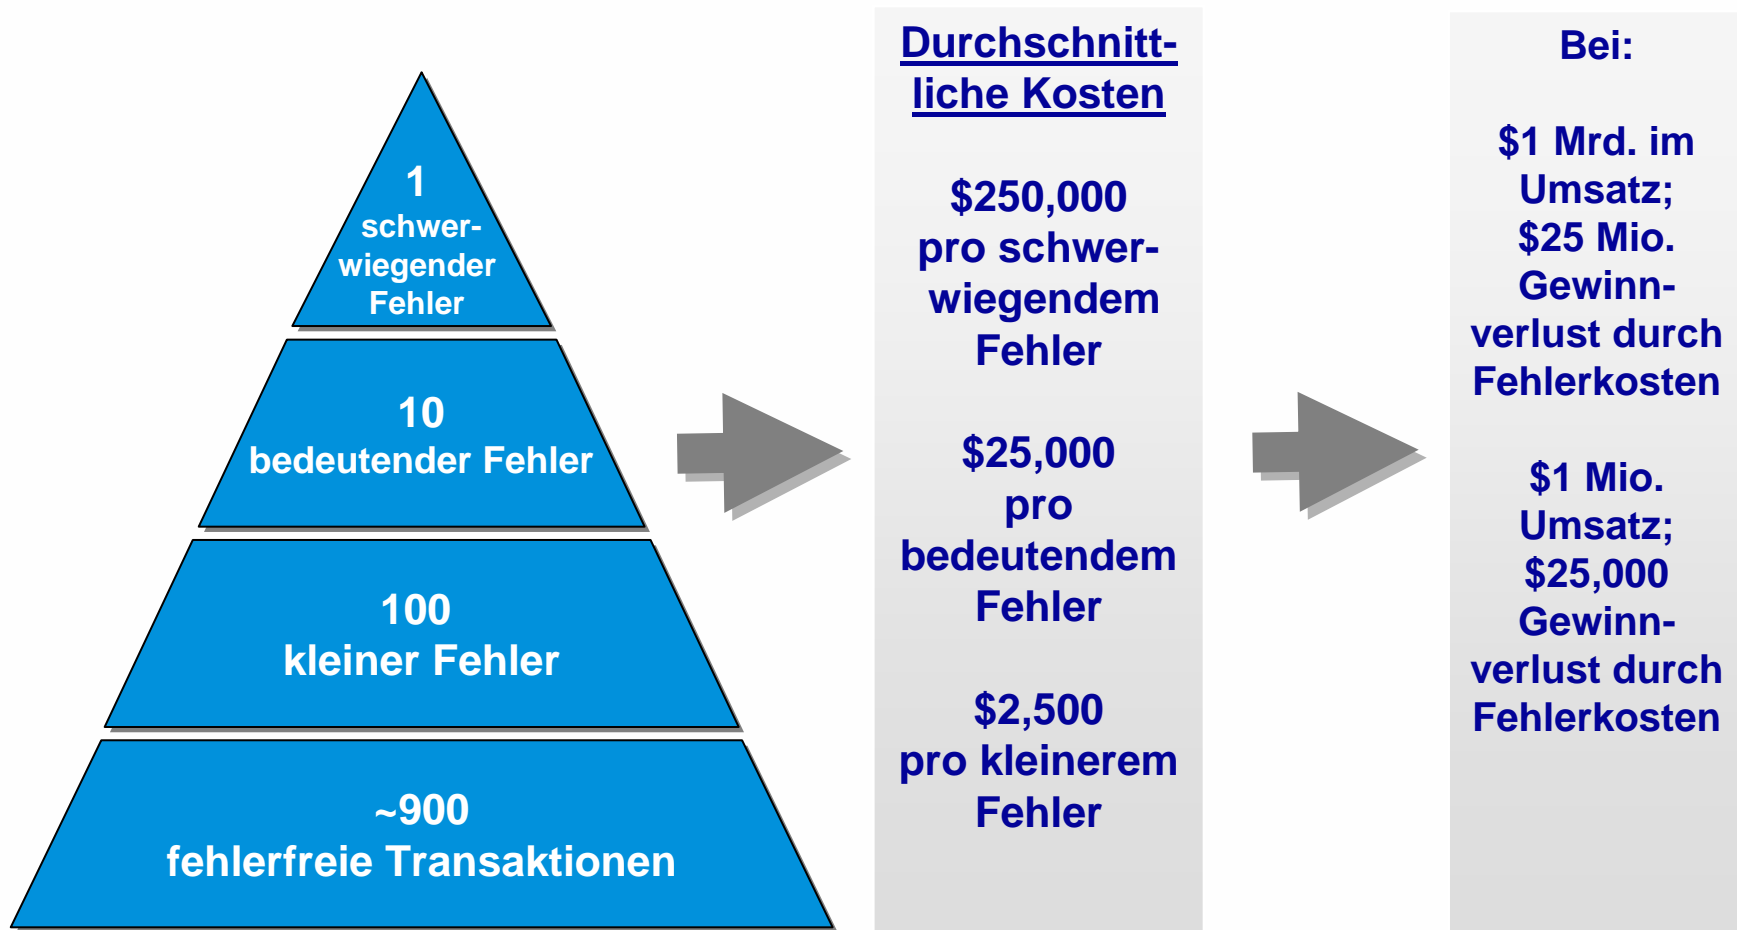 1
schwer-
wiegender
Fehler
10
bedeutender Fehler
100
kleiner Fehler
~900
fehlerfreie Transaktionen
Durchschnitt-
liche Kosten
$250,000
pro schwer-
wiegendem
Fehler
$25,000
pro
bedeutendem
Fehler
$2,500
pro kleinerem
Fehler
Bei:
$1 Mrd. im
Umsatz;
$25 Mio.
Gewinn-
verlust durch
Fehlerkosten
$1 Mio.
Umsatz;
$25,000
Gewinn-
verlust durch
Fehlerkosten